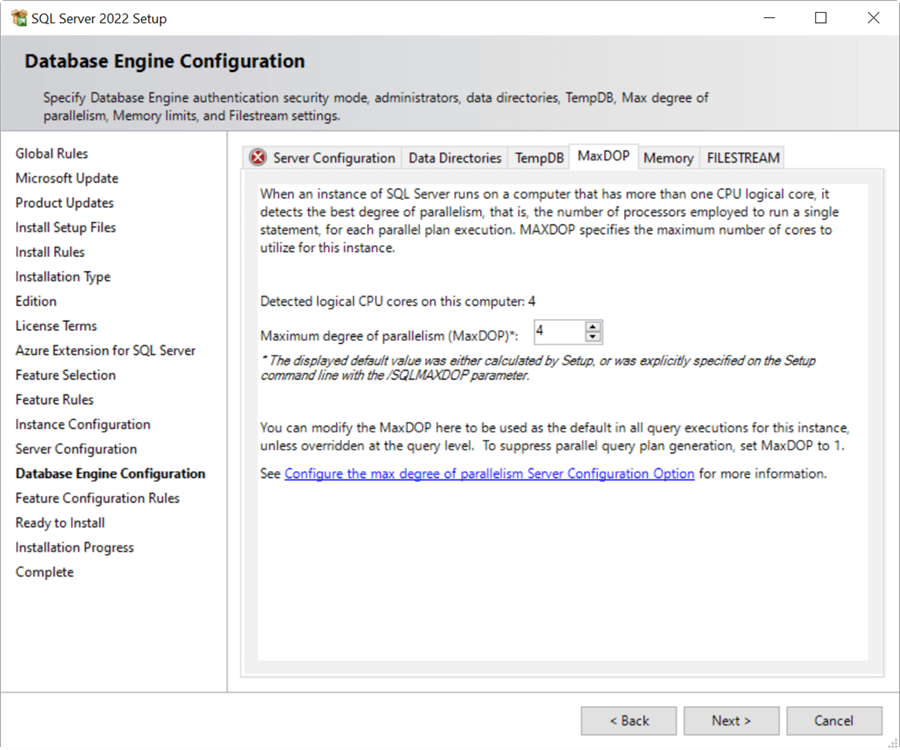 SQL Server 2022 Setup
Database Engine Configuration
Specify Database Engine authentication security mode, administrators, data directories, TempDB, Max degree of
parallelism, Memory limits, and Filestream settings.
Global Rules
Microsoft Update
Product Updates
Install Setup Files
Install Rules
Installation Type
Edition
License Terms
Azure Extension for SQL Server
Feature Selection
Feature Rules
Instance Configuration
Server Configuration
Database Engine Configuration
Feature Configuration Rules
Ready to Install
Installation Progress
Complete
Server Configuration Data Directories TempDB MaxDOP Memory FILESTREAM
When an instance of SQL Server runs on a computer that has more than one CPU logical core, it
detects the best degree of parallelism, that is, the number of processors employed to run a single
statement, for each parallel plan execution. MAXDOP specifies the maximum number of cores to
utilize for this instance.
Detected logical CPU cores on this computer: 4
Maximum degree of parallelism (MaxDOP)*: 4
* The displayed default value was either calculated by Setup, or was explicitly specified on the Setup
command line with the /SQLMAXDOP parameter.
You can modify the MaxDOP here to be used as the default in all query executions for this instance,
unless overridden at the query level. To suppress parallel query plan generation, set MaxDOP to 1.
See Configure the max degree of parallelism Server Configuration Option for more information.
< Back Next > Cancel